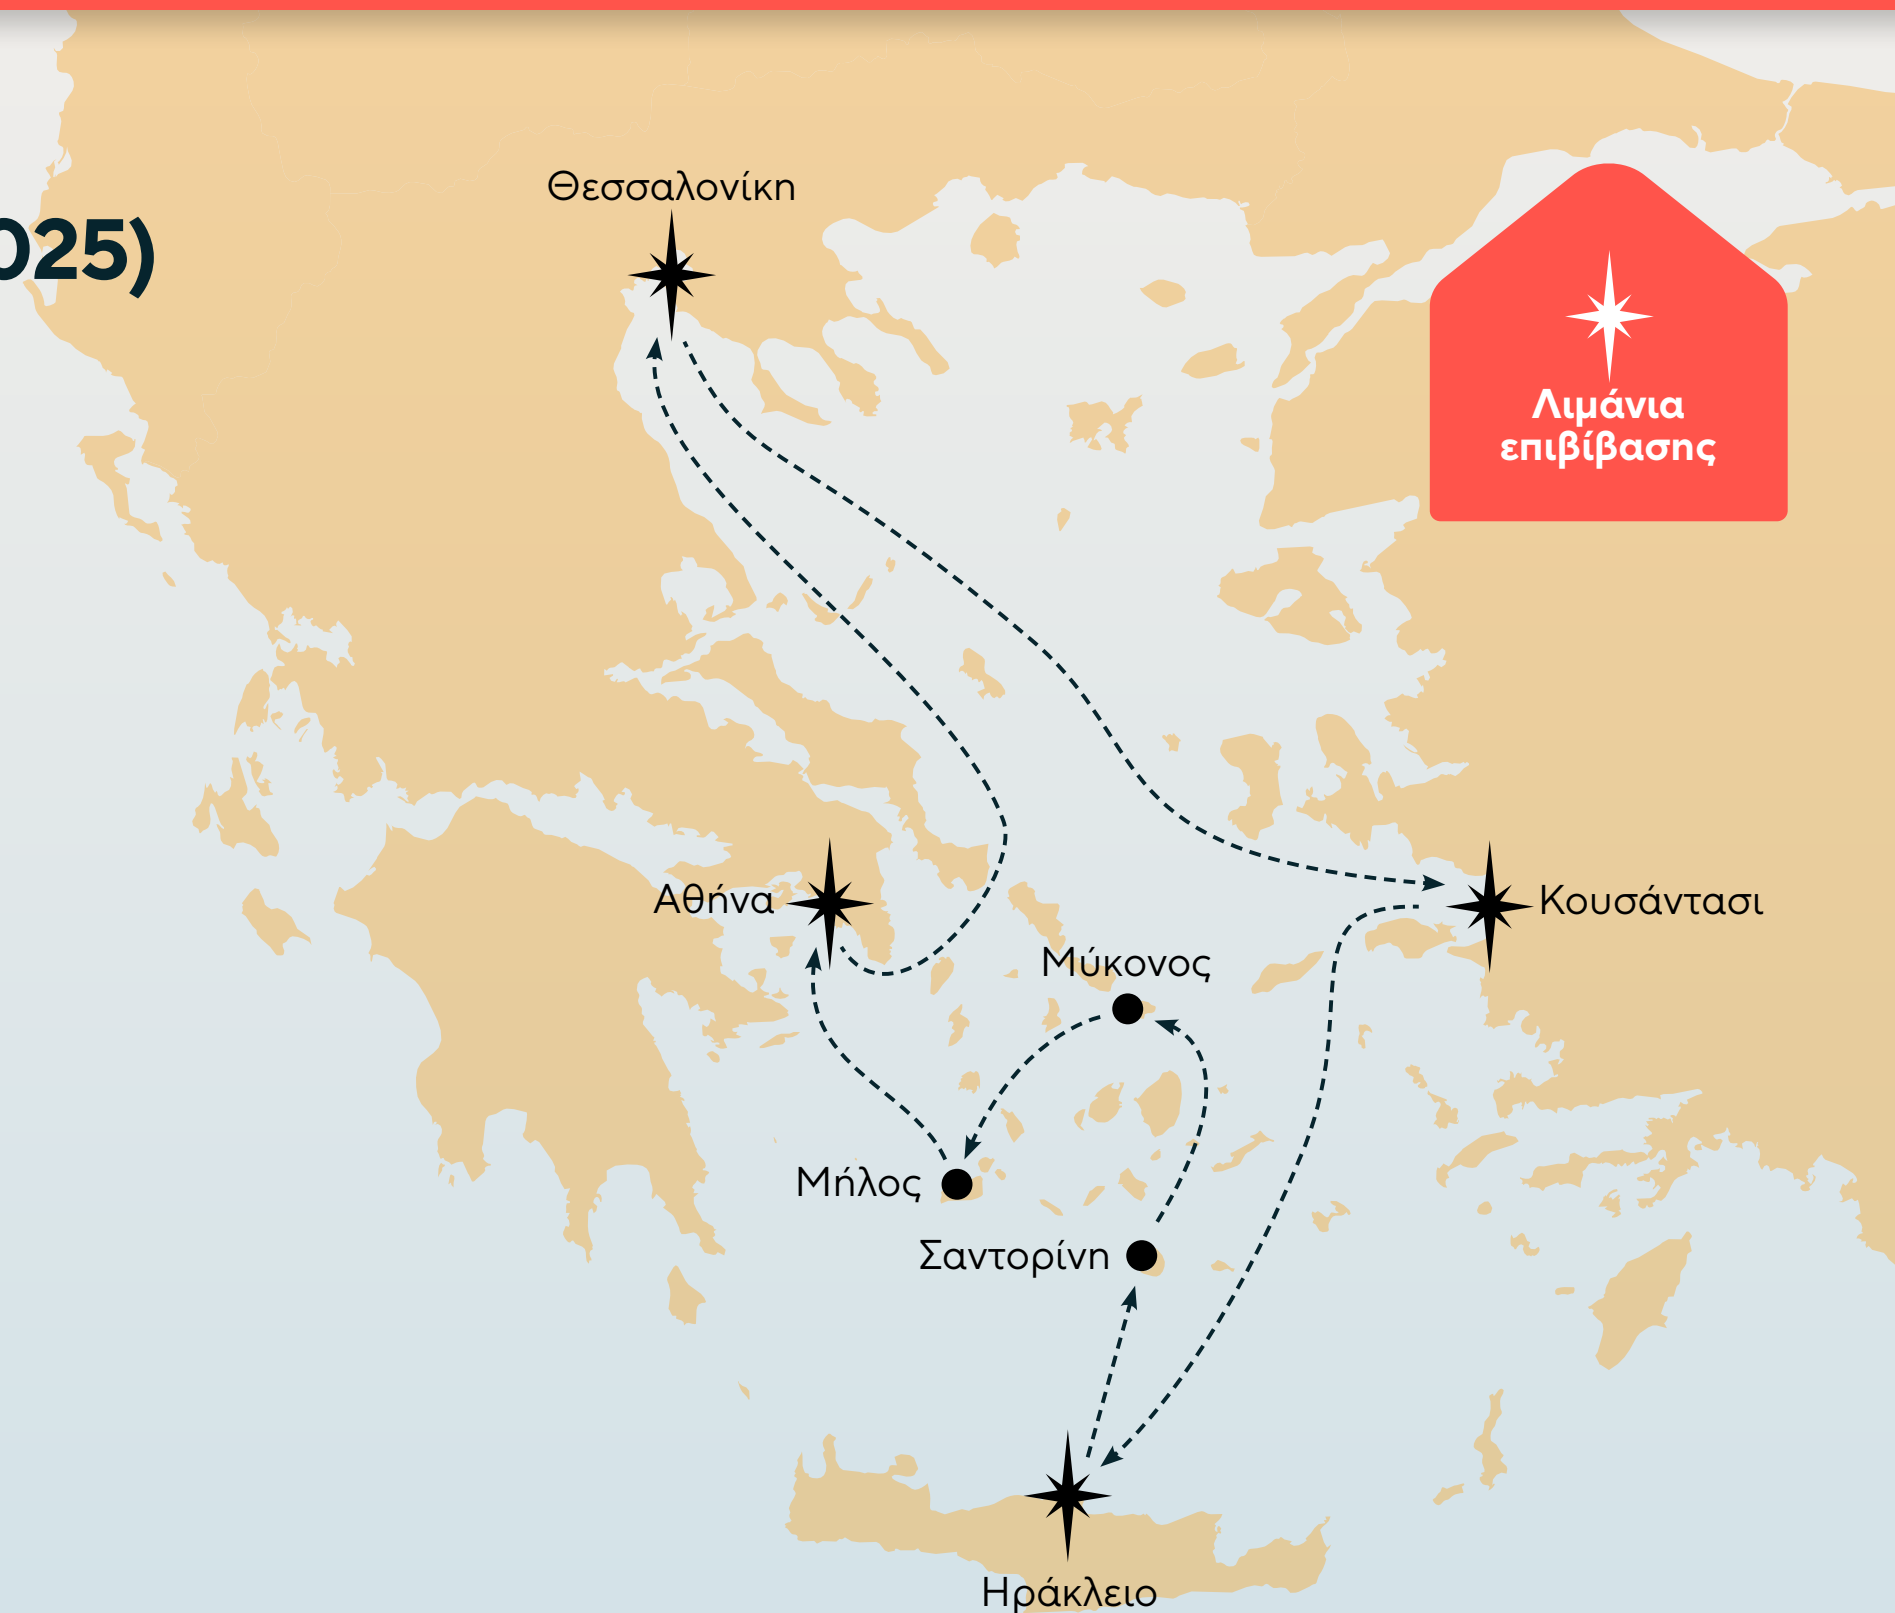 Θεσσαλονίκη
025)
Λιμάνια
επιβίβασης
Αθήνα
Κουσάντασι
Μύκονος
Μήλος
Σαντορίνη
Ηράκλειο